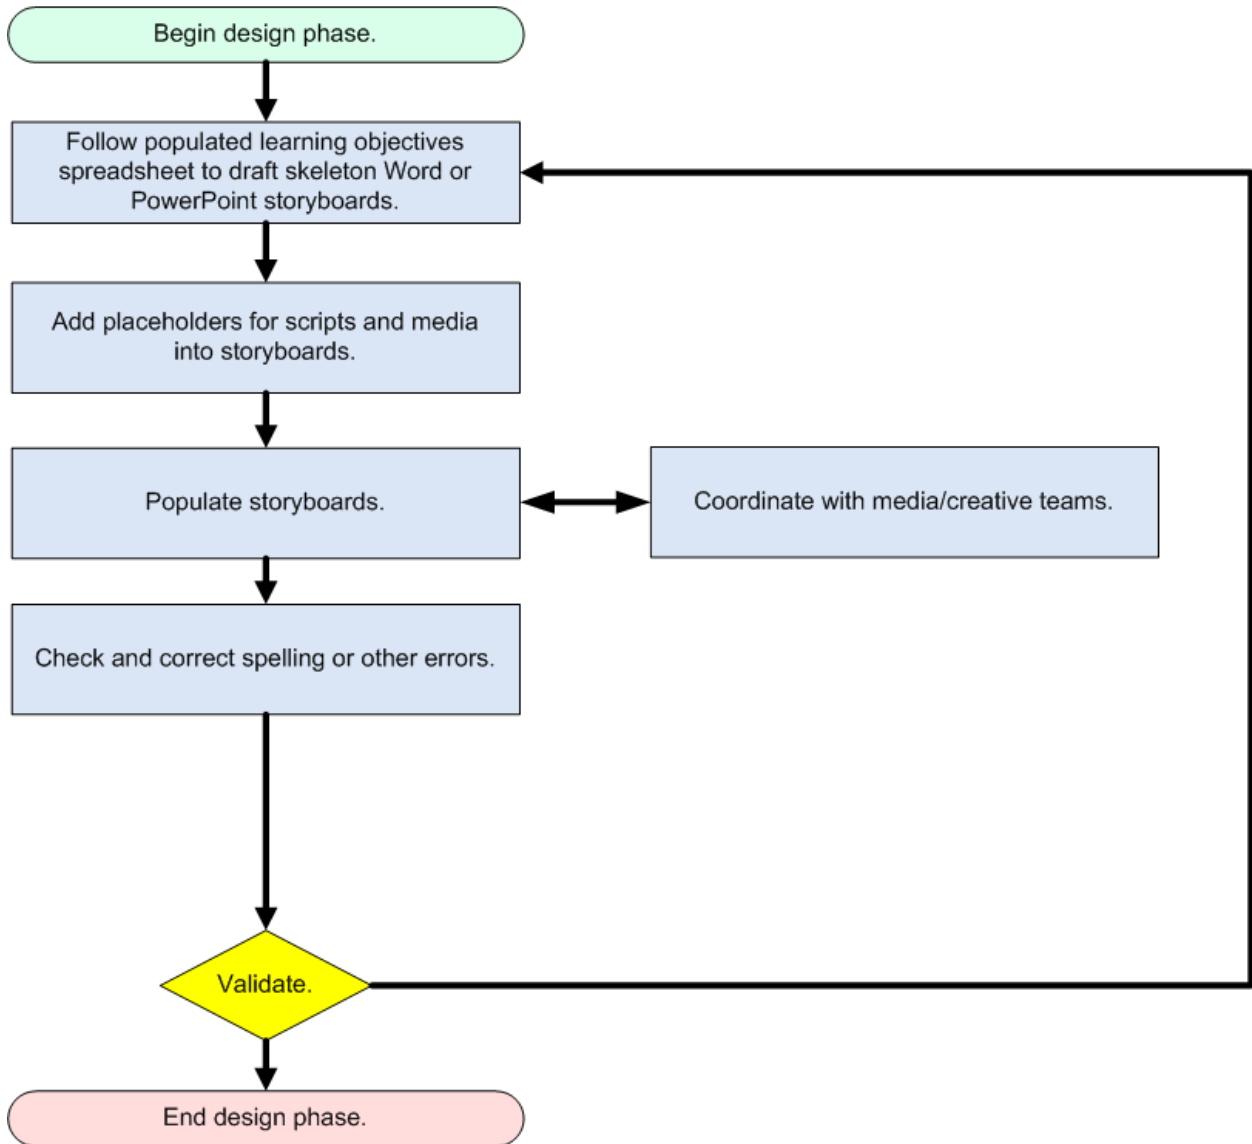 Begin design phase.
Follow populated learning objectives
spreadsheet to draft skeleton Word or
PowerPoint storyboards.
Add placeholders for scripts and media
into storyboards.
Populate storyboards.
Coordinate with media/creative teams.
Check and correct spelling or other errors.
Validate.
End design phase.